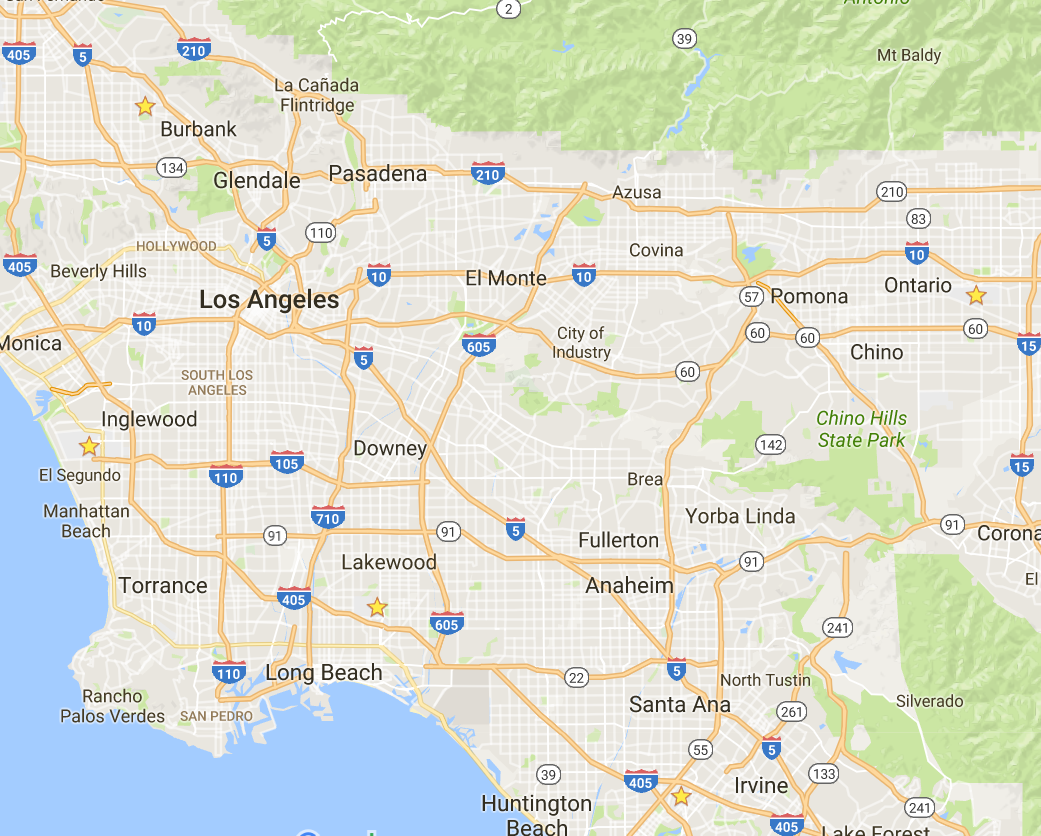 2
Antonio
39
Mt Baldy
405
5
210
La Cañada
Flintridge
Burbank
134
Glendale
Pasadena
210
Azusa
210
83
110
5
HOLLYWOOD
Covina
10
405
Beverly Hills
10
El Monte
10
Ontario
Los Angeles
57
Pomona
10
60
60
60
15
Monica
605
City of
Industry
5
Chino
60
SOUTH LOS
ANGELES
Inglewood
Chino Hills
State Park
142
Downey
105
110
El Segundo
Brea
15
Manhattan
Beach
710
Yorba Linda
91
91
91
5
Fullerton
Corona
Lakewood
91
Torrance
Anaheim
El
405
605
241
110
Long Beach
22
5
North Tustin
Rancho
Palos Verdes
SAN PEDRO
Santa Ana
261
Silverado
55
5
39
405
Irvine
133
Huntington
Beach
405
241
Lake Forest